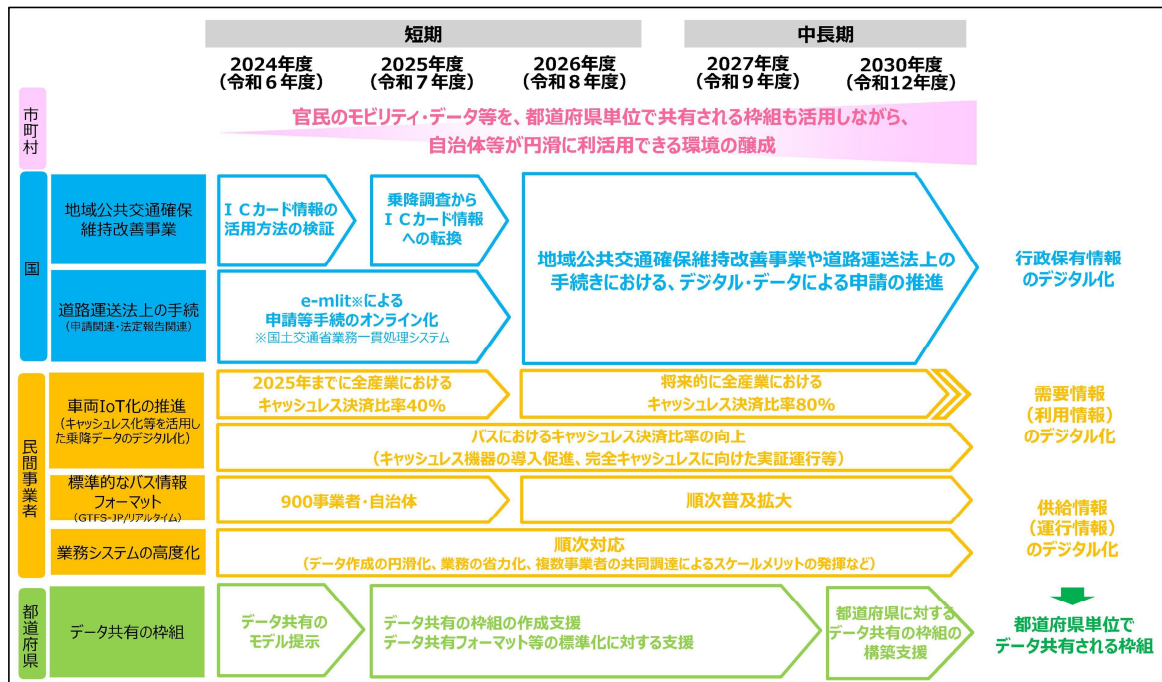 短期
中長期
2024年度
(令和6年度)
2025年度
(令和7年度)
2026年度
(令和8年度)
2027年度
(令和9年度)
2030年度
(令和12年度)
市町村
官民のモビリティ・データ等を、都道府県単位で共有される枠組も活用しながら、
自治体等が円滑に利活用できる環境の醸成
国
地域公共交通確保
維持改善事業
ICカード情報の
活用方法の検証
乗降調査から
ICカード情報
への転換
地域公共交通確保維持改善事業や道路運送法上の
手続きにおける、デジタル・データによる申請の推進
行政保有情報
のデジタル化
道路運送法上の手続
(申請関連・法定報告関連)
e-mlit※による
申請等手続のオンライン化
※国土交通省業務一貫処理システム
民間事業者
車両IoT化の推進
(キャッシュレス化等を活用し
た乗降データのデジタル化)
2025年までに全産業における
キャッシュレス決済比率40%
将来的に全産業における
キャッシュレス決済比率80%
バスにおけるキャッシュレス決済比率の向上
(キャッシュレス機器の導入促進、完全キャッシュレスに向けた実証運行等)
需要情報
(利用情報)
のデジタル化
標準的なバス情報
フォーマット
(GTFS-JP/リアルタイム)
900事業者・自治体
順次普及拡大
供給情報
(運行情報)
のデジタル化
業務システムの高度化
順次対応
(データ作成の円滑化、業務の省力化、複数事業者の共同調達によるスケールメリットの発揮など)
都道府県
データ共有の枠組
データ共有の
モデル提示
データ共有の枠組の作成支援
データ共有フォーマット等の標準化に対する支援
都道府県に対する
データ共有の枠組の
構築支援
都道府県単位で
データ共有される枠組